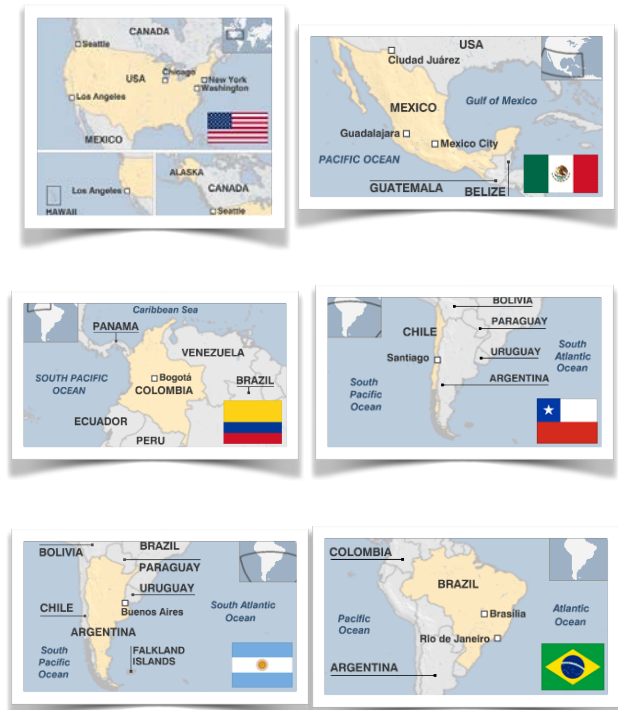 CANADA
Seattle
USA
Chicago
New York
Washington
Los Angeles
MEXICO
Los Angeles
HAWAII
ALASKA
CANADA
Seattle
USA
Ciudad Juárez
MEXICO
Gulf of Mexico
Guadalajara
Mexico City
PACIFIC OCEAN
GUATEMALA
BELIZE
Caribbean Sea
PANAMA
VENEZUELA
SOUTH PACIFIC
OCEAN
Bogotá
COLOMBIA
BRAZIL
ECUADOR
PERU
BOLIVIA
PARAGUAY
CHILE
Santiago
URUGUAY
South
Atlantic
Ocean
ARGENTINA
South
Pacific
Ocean
BOLIVIA
BRAZIL
PARAGUAY
URUGUAY
CHILE
Buenos Aires
South Atlantic
Ocean
ARGENTINA
South
Pacific
Ocean
FALKLAND
ISLANDS
COLOMBIA
BRAZIL
Brasilia
Pacific
Ocean
Atlantic
Ocean
Rio de Janeiro
ARGENTINA